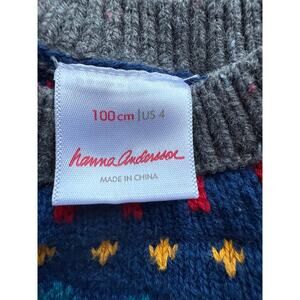 100 cm | US 4
hanna andersson
MADE IN CHINA